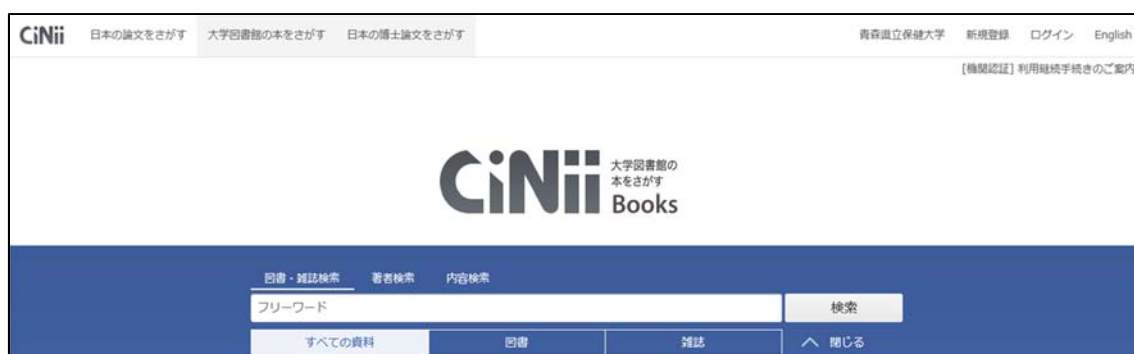 CiNii 日本の論文をさがす 大学図書館の本をさがす 日本の博士論文をさがす 青森県立保健大学 新規登録 ログイン English
[機関認証] 利用継続手続きのご案内
CiNii 大学図書館の
本をさがす
Books
図書・雑誌検索 著者検索 内容検索
フリーワード 検索
すべての資料 図書 雑誌 閉じる